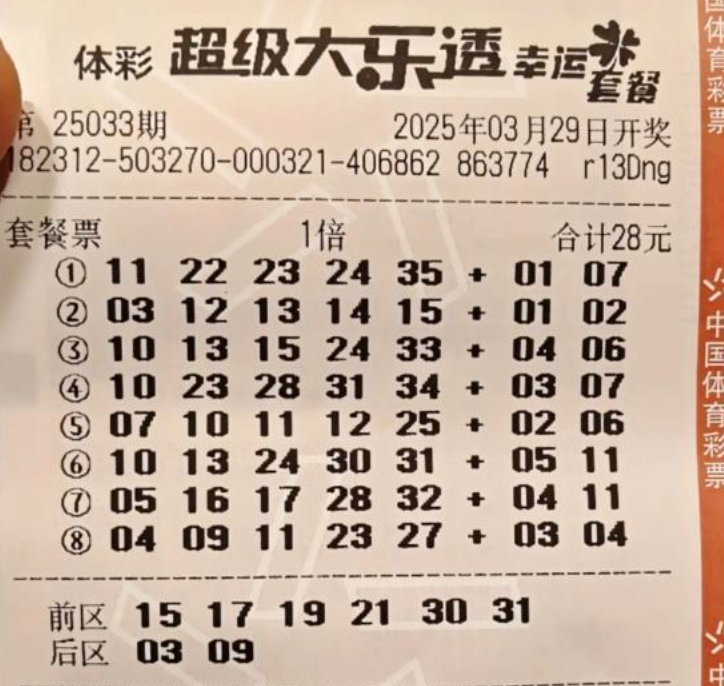 体彩 超级大乐透 幸运套餐
第 25033期 2025年03月29日开奖
182312-503270-000321-406862 863774 r13Dng
套餐票 1倍 合计28元
① 11 22 23 24 35 + 01 07
② 03 12 13 14 15 + 01 02
③ 10 13 15 24 33 + 04 06
④ 10 23 28 31 34 + 03 07
⑤ 07 10 11 12 25 + 02 06
⑥ 10 13 24 30 31 + 05 11
⑦ 05 16 17 28 32 + 04 11
⑧ 04 09 11 23 27 + 03 04
前区 15 17 19 21 30 31
后区 03 09
国体育彩票
中国体育彩票
中